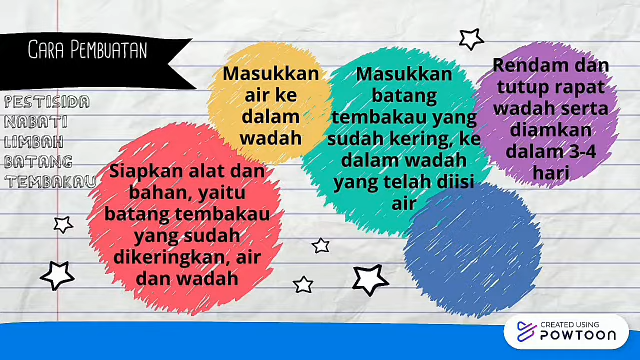 CARA PEMBUATAN
PESTISIDA
NABATI
LIMBAH
BATANG
TEMBAKAU
Siapkan alat dan
bahan, yaitu
batang tembakau
yang sudah
dikeringkan, air
dan wadah
Masukkan
air ke
dalam
wadah
Masukkan
batang
tembakau yang
sudah kering, ke
dalam wadah
yang telah diisi
air
Rendam dan
tutup rapat
wadah serta
diamkan
dalam 3-4
hari
CREATED USING
POWTOON